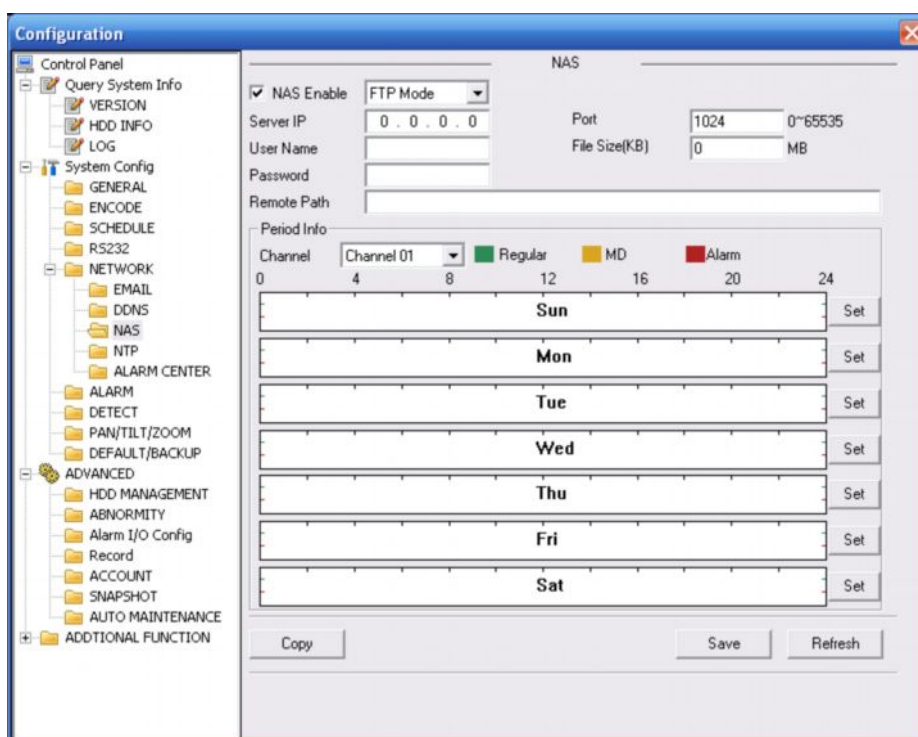 Configuration
Control Panel
Query System Info
VERSION
HDD INFO
LOG
System Config
GENERAL
ENCODE
SCHEDULE
RS232
NETWORK
EMAIL
DDNS
NAS
NTP
ALARM CENTER
ALARM
DETECT
PAN/TILT/ZOOM
DEFAULT/BACKUP
ADVANCED
HDD MANAGEMENT
ABNORMITY
Alarm I/O Config
Record
ACCOUNT
SNAPSHOT
AUTO MAINTENANCE
ADDTIONAL FUNCTION
NAS
NAS Enable FTP Mode
Server IP 0 . 0 . 0 . 0 Port 1024 0~65535
User Name File Size(KB) 0 MB
Password
Remote Path
Period Info
Channel Channel 01 Regular MD Alarm
0 4 8 12 16 20 24
Sun Set
Mon Set
Tue Set
Wed Set
Thu Set
Fri Set
Sat Set
Copy Save Refresh